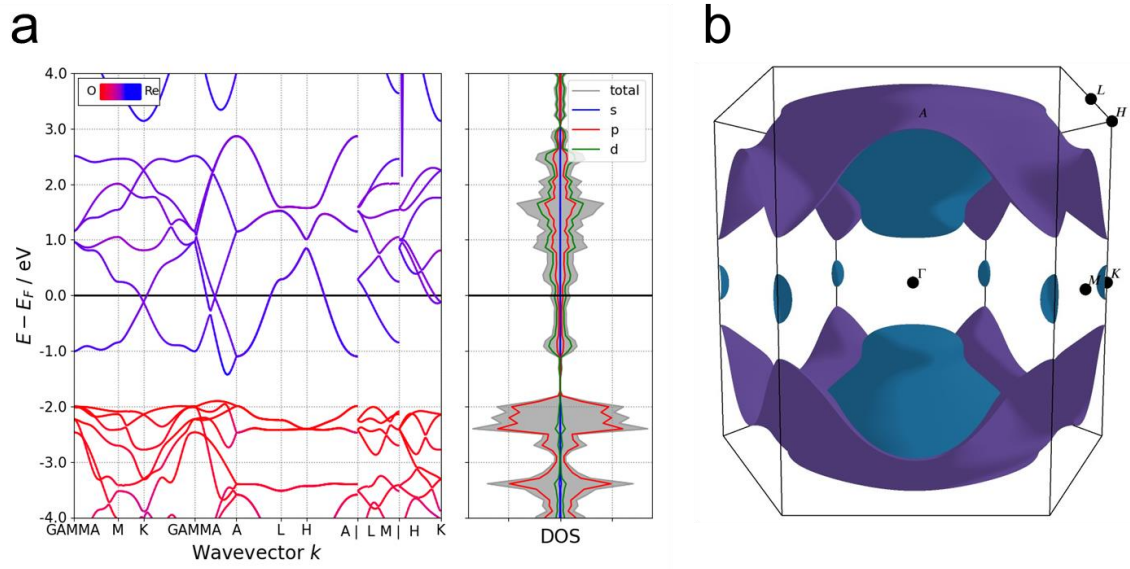 a
O Re
4.0
3.0
2.0
1.0
0.0
-1.0
-2.0
-3.0
-4.0
E − E_F / eV
GAMMA M K GAMMA A L H A | L M | H K
Wavevector k
total
s
p
d
DOS
b
A
L
H
Γ
M
K